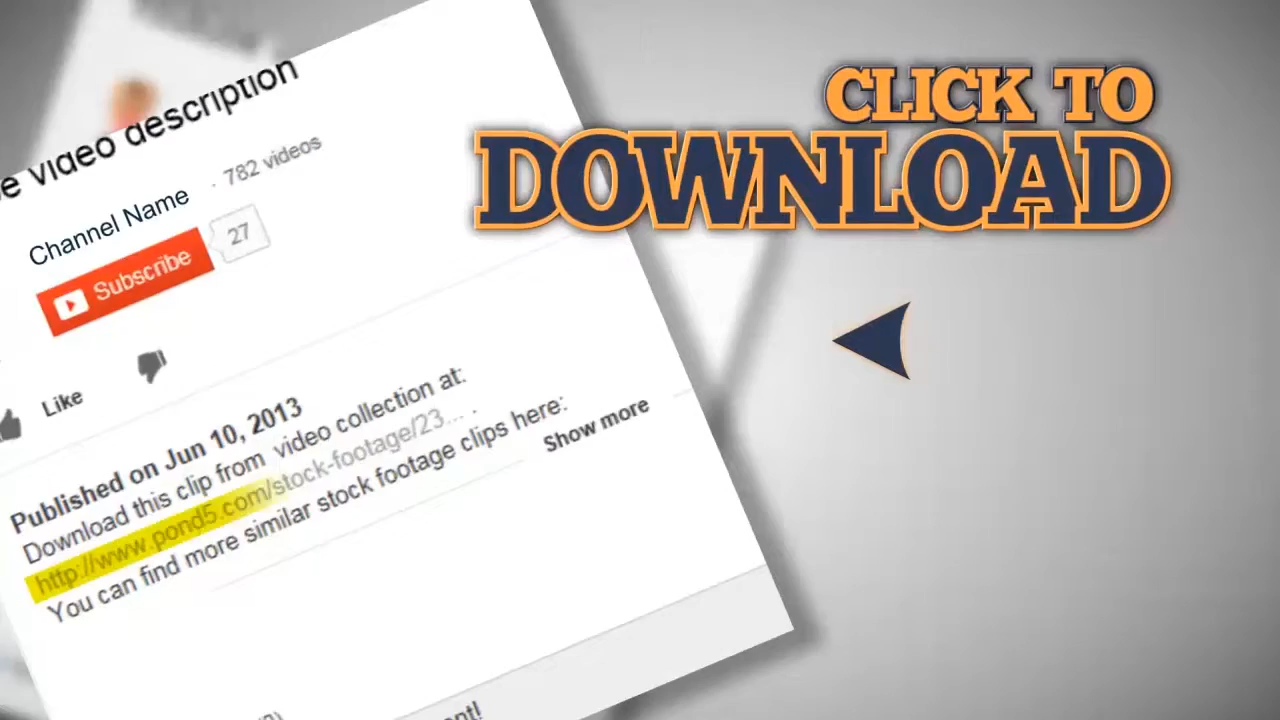 CLICK TO
DOWNLOAD
video description
Channel Name · 782 videos
Subscribe 27
Like
Published on Jun 10, 2013
Download this clip from video collection at:
http://www.pond5.com/stock-footage/23... .
You can find more similar stock footage clips here:
Show more